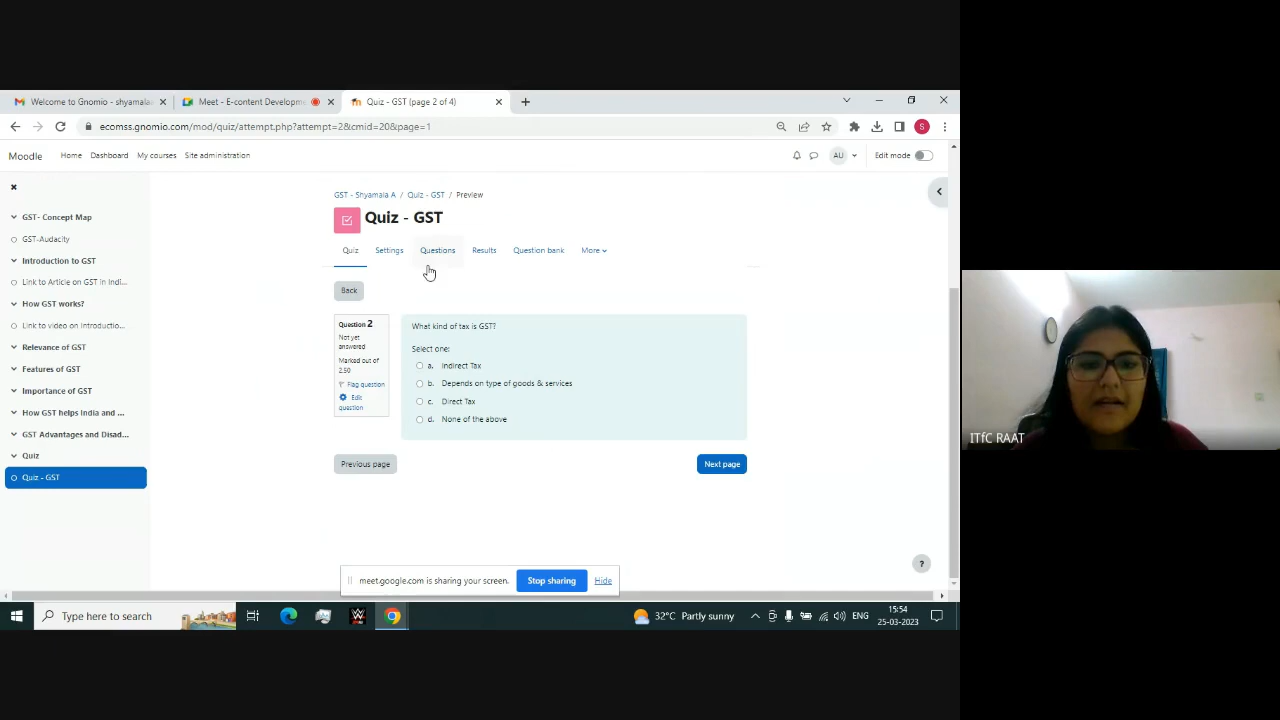 Welcome to Gnomio - shyamala
Meet - E-content Developm
Quiz - GST (page 2 of 4)
ecomss.gnomio.com/mod/quiz/attempt.php?attempt=2&cmid=20&page=1
S
Moodle
Home
Dashboard
My courses
Site administration
AU
Edit mode
GST- Concept Map
GST-Audacity
Introduction to GST
Link to Article on GST in Indi...
How GST works?
Link to video on Introductio...
Relevance of GST
Features of GST
Importance of GST
How GST helps India and ...
GST Advantages and Disad...
Quiz
Quiz - GST
GST - Shyamala A / Quiz - GST / Preview
Quiz - GST
Quiz
Settings
Questions
Results
Question bank
More
Back
Question 2
Not yet
answered
Marked out of
2.50
Flag question
Edit
question
What kind of tax is GST?
Select one:
a. Indirect Tax
b. Depends on type of goods & services
c. Direct Tax
d. None of the above
Previous page
Next page
?
meet.google.com is sharing your screen.
Stop sharing
Hide
Type here to search
32°C Partly sunny
ENG
15:54
25-03-2023
ITfC RAAT